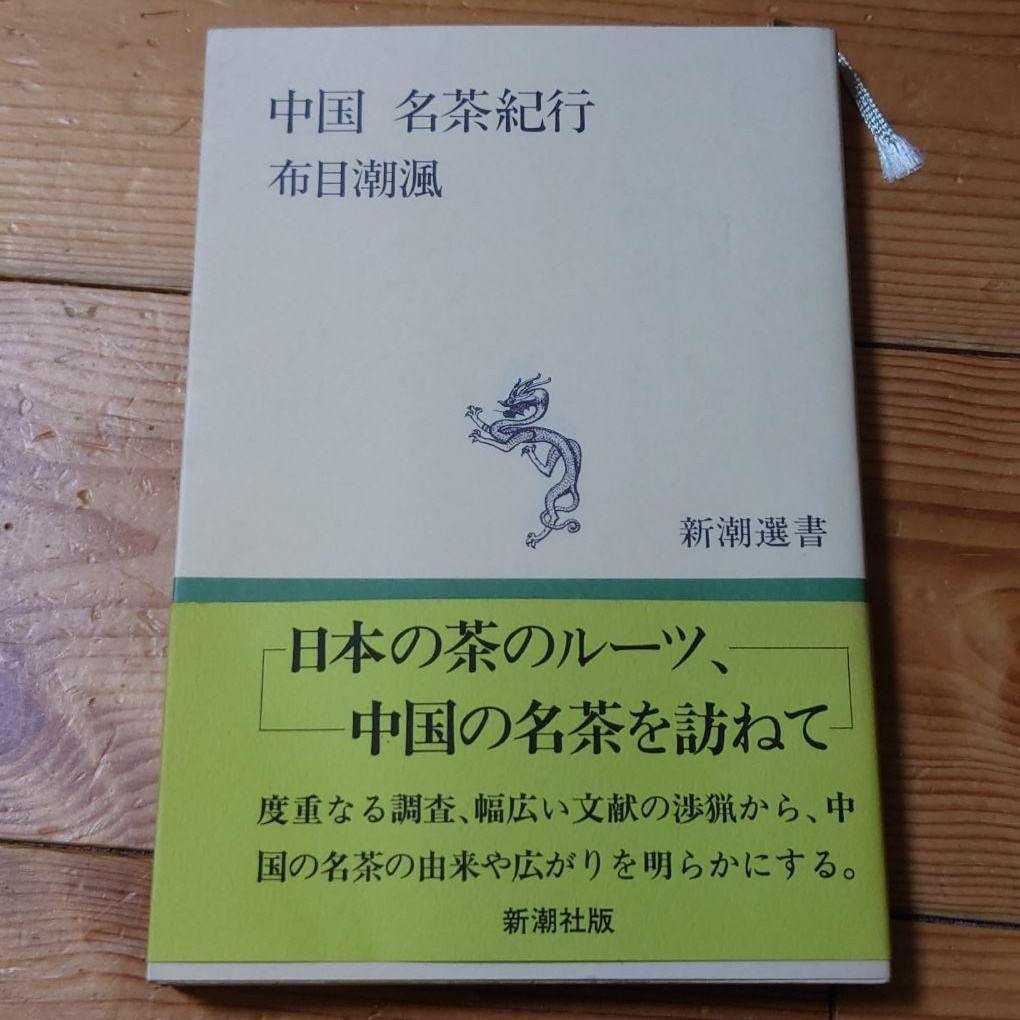 中国 名茶紀行
布目潮渢
新潮選書
日本の茶のルーツ、
中国の名茶を訪ねて
度重なる調査、幅広い文献の渉猟から、中
国の名茶の由来や広がりを明らかにする。
新潮社版